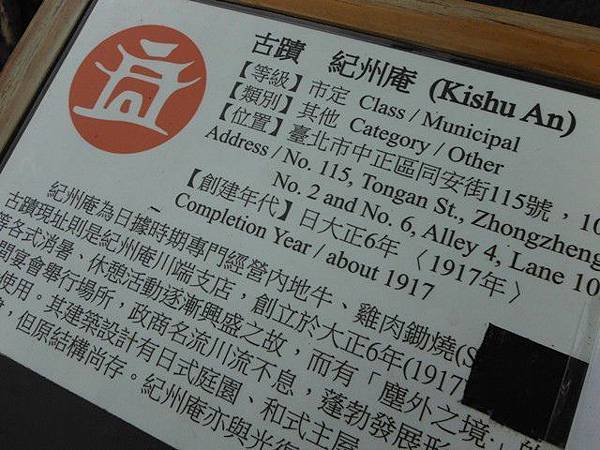 古蹟 紀州庵 (Kishu An)
【等級】市定 Class / Municipal
【類別】其他 Category / Other
【位置】臺北市中正區同安街115號，10
Address / No. 115, Tongan St., Zhongzheng
No. 2 and No. 6, Alley 4, Lane 10
【創建年代】日大正6年〈1917年〉
Completion Year / about 1917
紀州庵為日據時期專門經營內地牛、雞肉鋤燒(S
古蹟現址則是紀州庵川端支店，創立於大正6年(1917
等各式消暑、休憩活動逐漸興盛之故，而有「塵外之境」的
間宴會舉行場所，政商名流川流不息，蓬勃發展形
使用。其建築設計有日式庭園、和式主屋
，但原結構尚存。紀州庵亦與光復